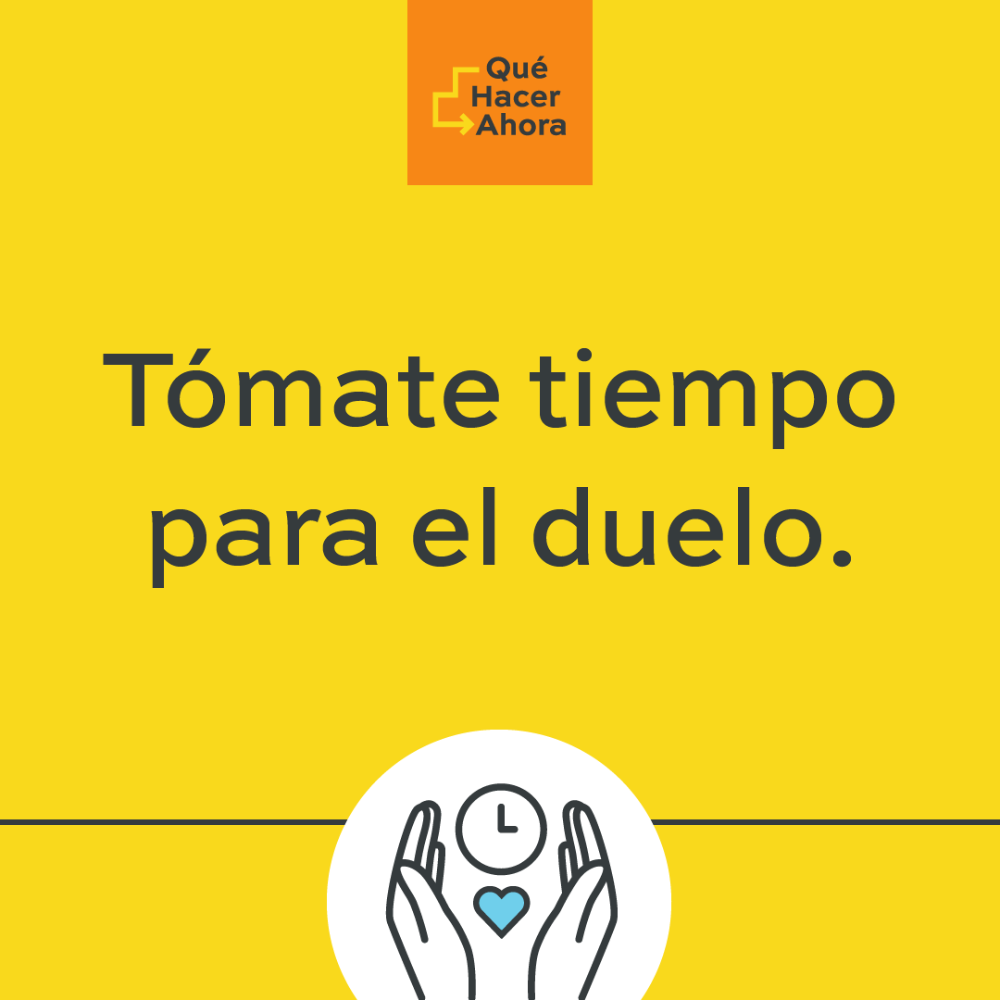 Qué
Hacer
Ahora
Tómate tiempo
para el duelo.